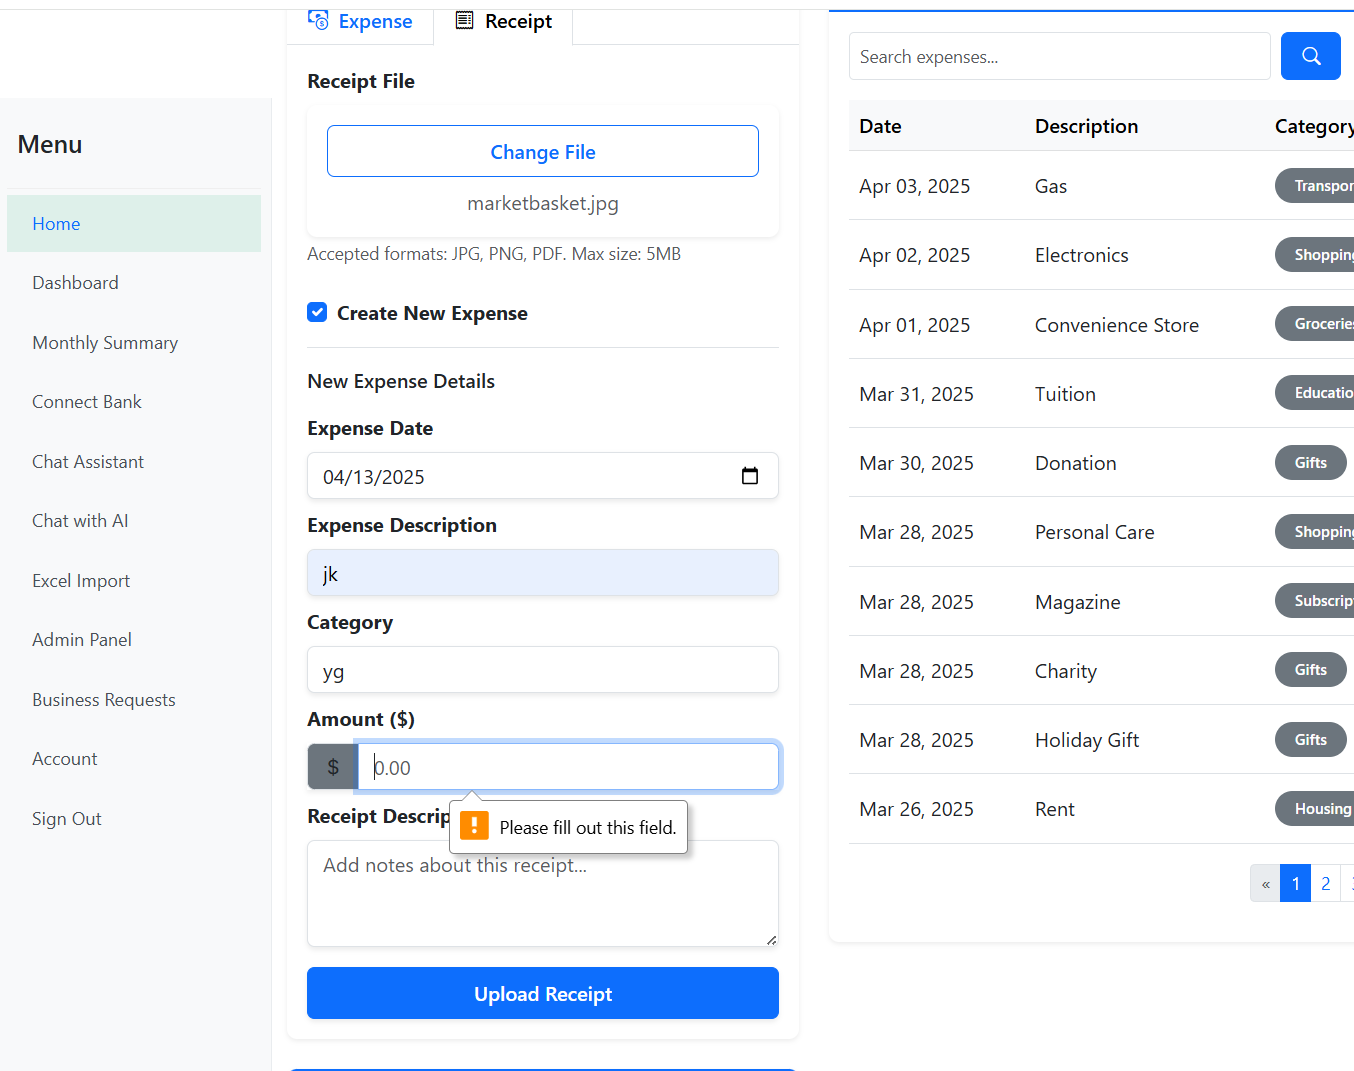 Menu
Home
Dashboard
Monthly Summary
Connect Bank
Chat Assistant
Chat with AI
Excel Import
Admin Panel
Business Requests
Account
Sign Out
Expense
Receipt
Receipt File
Change File
marketbasket.jpg
Accepted formats: JPG, PNG, PDF. Max size: 5MB
Create New Expense
New Expense Details
Expense Date
04/13/2025
Expense Description
jk
Category
yg
Amount ($)
$ 0.00
Receipt Descrip
Please fill out this field.
Add notes about this receipt...
Upload Receipt
Search expenses...
Date Description Category
Apr 03, 2025 Gas Transpor
Apr 02, 2025 Electronics Shopping
Apr 01, 2025 Convenience Store Groceries
Mar 31, 2025 Tuition Educatio
Mar 30, 2025 Donation Gifts
Mar 28, 2025 Personal Care Shopping
Mar 28, 2025 Magazine Subscrip
Mar 28, 2025 Charity Gifts
Mar 28, 2025 Holiday Gift Gifts
Mar 26, 2025 Rent Housing
« 1 2